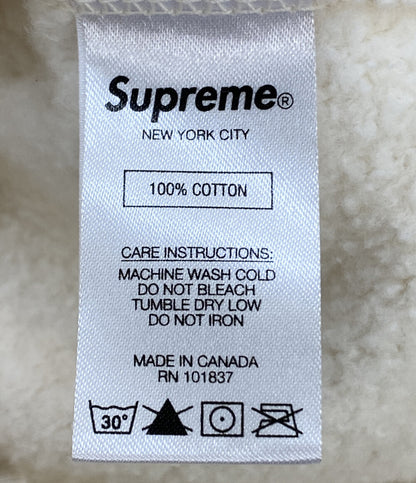 Supreme®
NEW YORK CITY
100% COTTON
CARE INSTRUCTIONS:
MACHINE WASH COLD
DO NOT BLEACH
TUMBLE DRY LOW
DO NOT IRON
MADE IN CANADA
RN 101837
30°